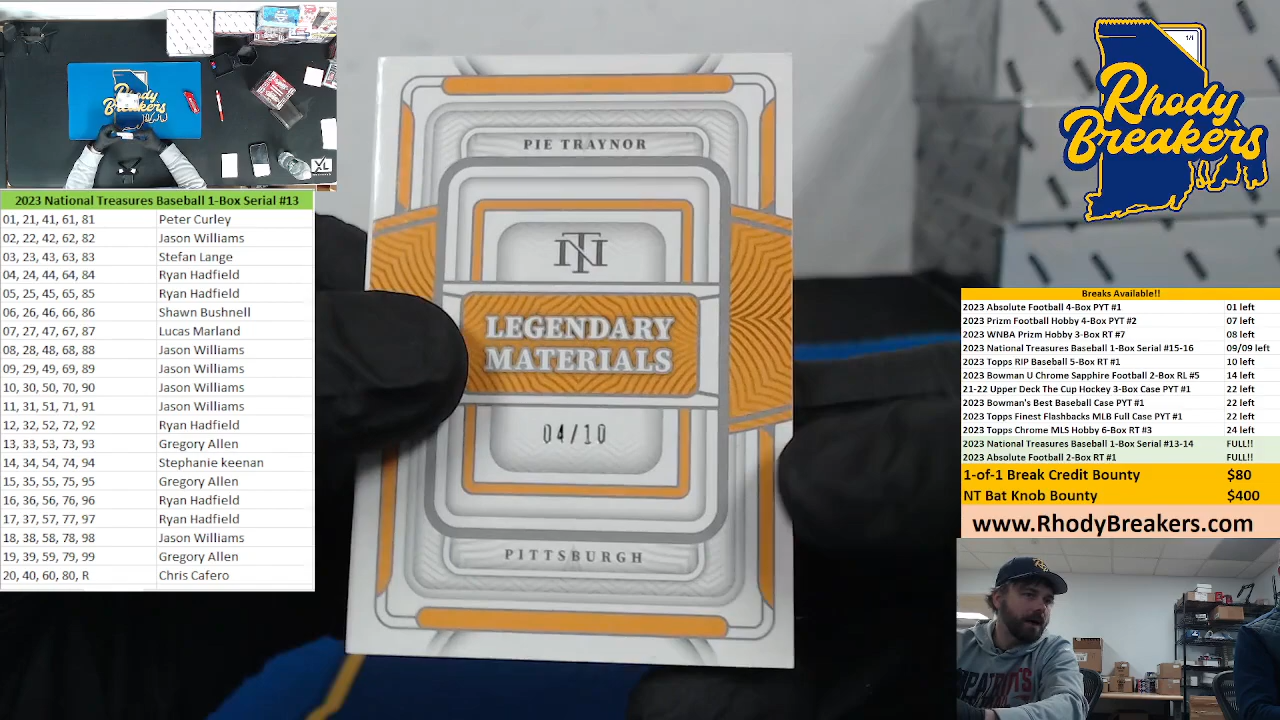 Rhody
Breakers
XL
2023 National Treasures Baseball 1-Box Serial #13
01, 21, 41, 61, 81 Peter Curley
02, 22, 42, 62, 82 Jason Williams
03, 23, 43, 63, 83 Stefan Lange
04, 24, 44, 64, 84 Ryan Hadfield
05, 25, 45, 65, 85 Ryan Hadfield
06, 26, 46, 66, 86 Shawn Bushnell
07, 27, 47, 67, 87 Lucas Marland
08, 28, 48, 68, 88 Jason Williams
09, 29, 49, 69, 89 Jason Williams
10, 30, 50, 70, 90 Jason Williams
11, 31, 51, 71, 91 Jason Williams
12, 32, 52, 72, 92 Ryan Hadfield
13, 33, 53, 73, 93 Gregory Allen
14, 34, 54, 74, 94 Stephanie keenan
15, 35, 55, 75, 95 Gregory Allen
16, 36, 56, 76, 96 Ryan Hadfield
17, 37, 57, 77, 97 Ryan Hadfield
18, 38, 58, 78, 98 Jason Williams
19, 39, 59, 79, 99 Gregory Allen
20, 40, 60, 80, R Chris Cafero
PIE TRAYNOR
NT
LEGENDARY
MATERIALS
04/10
PITTSBURGH
1/1
Rhody
Breakers
Breaks Available!!
2023 Absolute Football 4-Box PYT #1 01 left
2023 Prizm Football Hobby 4-Box PYT #2 07 left
2023 WNBA Prizm Hobby 3-Box RT #7 08 left
2023 National Treasures Baseball 1-Box Serial #15-16 09/09 left
2023 Topps RIP Baseball 5-Box RT #1 10 left
2023 Bowman U Chrome Sapphire Football 2-Box RL #5 14 left
21-22 Upper Deck The Cup Hockey 3-Box Case PYT #1 22 left
2023 Bowman's Best Baseball Case PYT #1 22 left
2023 Topps Finest Flashbacks MLB Full Case PYT #1 22 left
2023 Topps Chrome MLS Hobby 6-Box RT #3 24 left
2023 National Treasures Baseball 1-Box Serial #13-14 FULL!!
2023 Absolute Football 2-Box RT #1 FULL!!
1-of-1 Break Credit Bounty $80
NT Bat Knob Bounty $400
www.RhodyBreakers.com